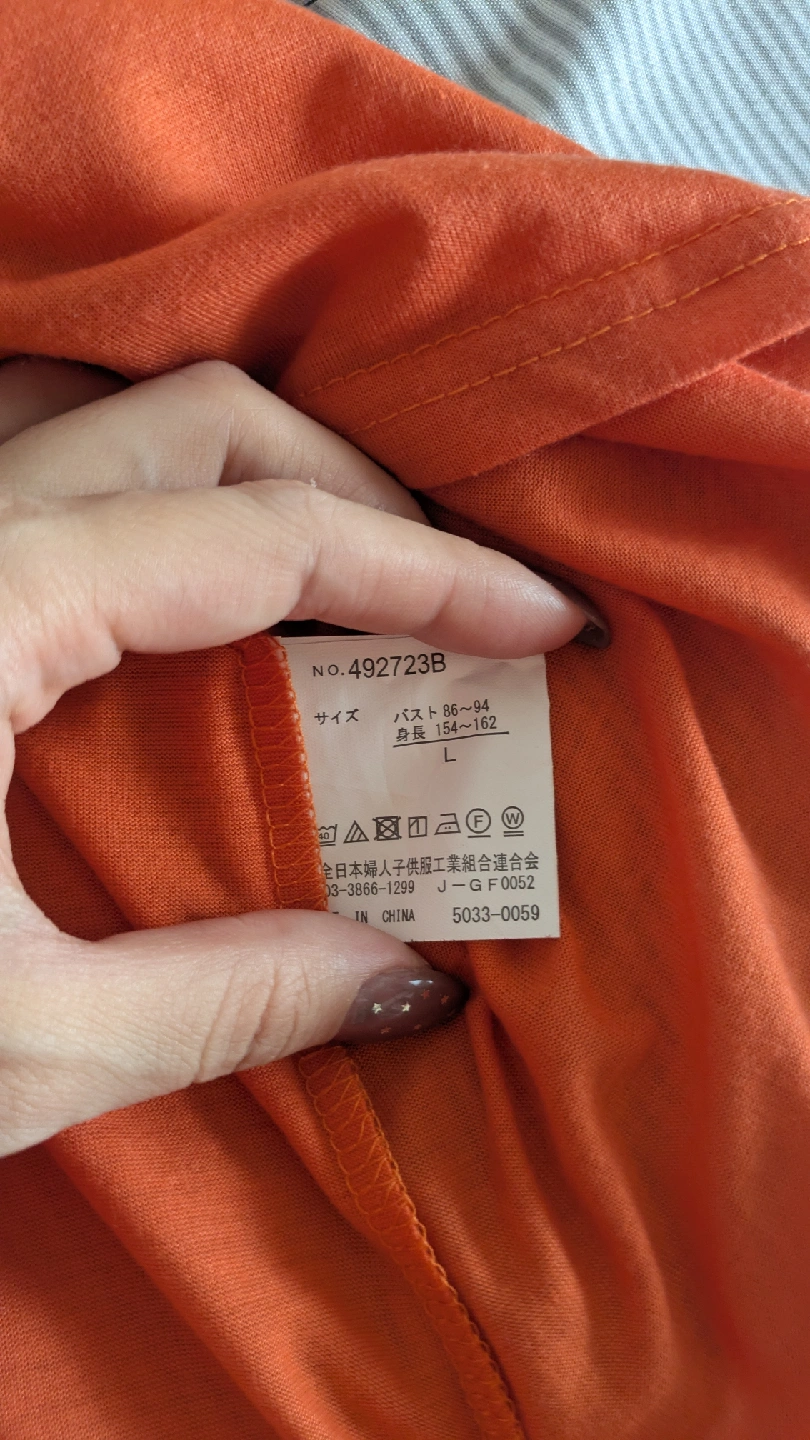 NO.492723B
サイズ バスト 86～94
身長 154～162
L
40 F W
全日本婦人子供服工業組合連合会
03-3866-1299 J－GF0052
IN CHINA 5033-0059